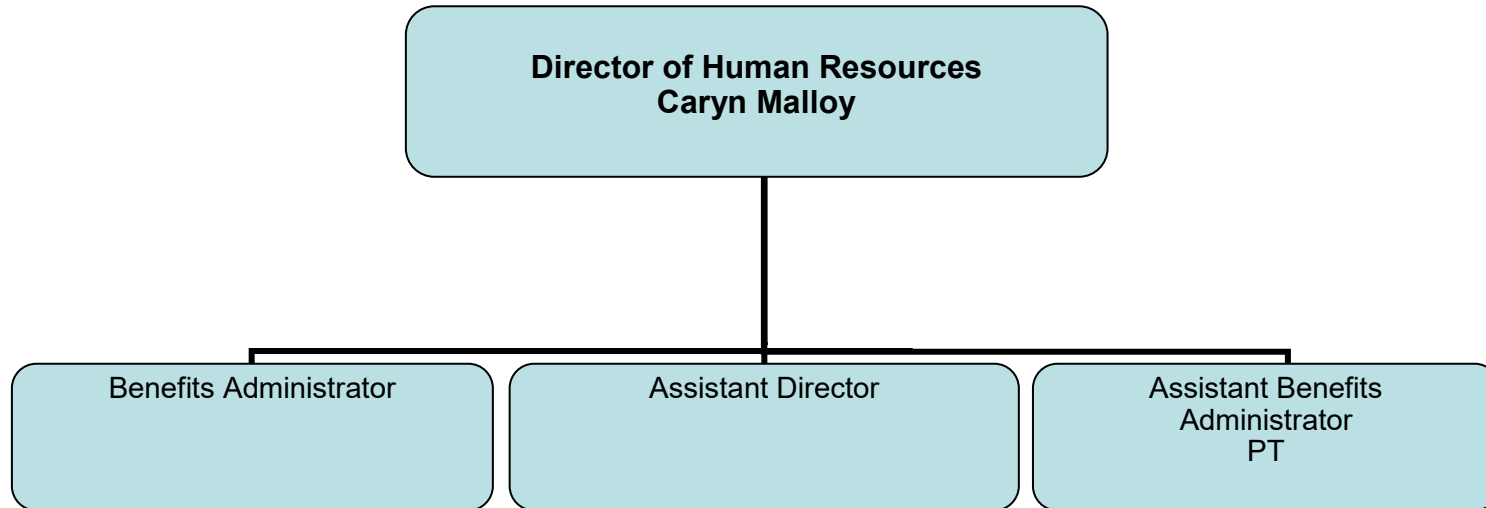 Director of Human Resources
Caryn Malloy
Benefits Administrator
Assistant Director
Assistant Benefits
Administrator
PT